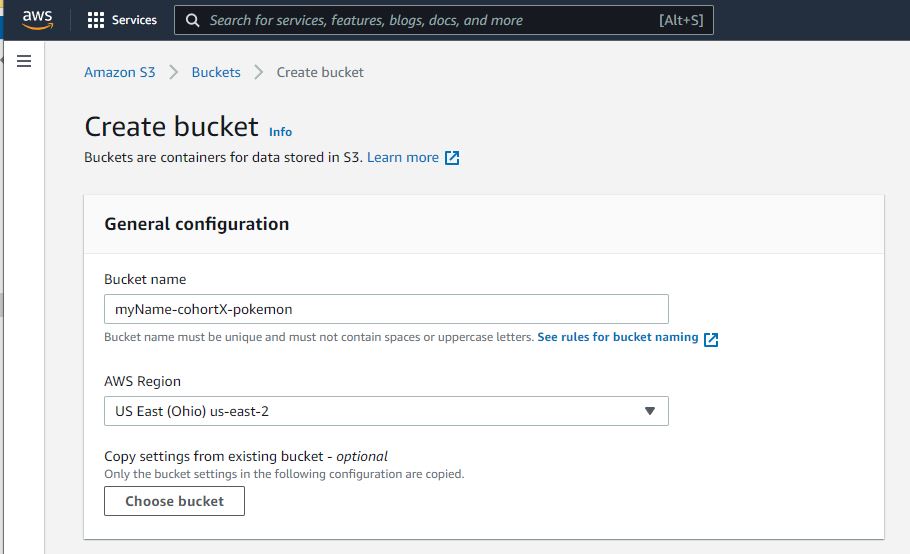 aws
Services
Search for services, features, blogs, docs, and more [Alt+S]
Amazon S3 > Buckets > Create bucket
Create bucket Info
Buckets are containers for data stored in S3. Learn more
General configuration
Bucket name
myName-cohortX-pokemon
Bucket name must be unique and must not contain spaces or uppercase letters. See rules for bucket naming
AWS Region
US East (Ohio) us-east-2
Copy settings from existing bucket - optional
Only the bucket settings in the following configuration are copied.
Choose bucket